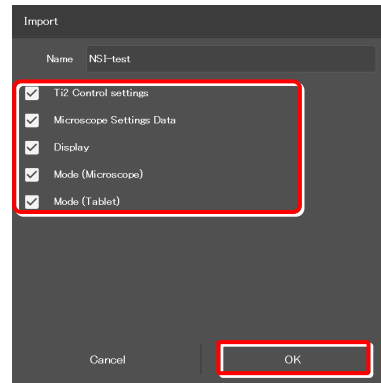 Import
Name NSI-test
Ti2 Control settings
Microscope Settings Data
Display
Mode (Microscope)
Mode (Tablet)
Cancel OK